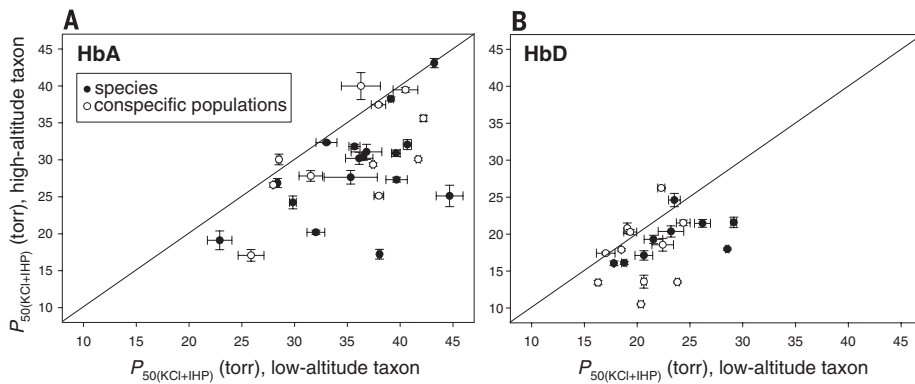 A
HbA
● species
○ conspecific populations
P50(KCl+IHP) (torr), high-altitude taxon
45
40
35
30
25
20
15
10
10 15 20 25 30 35 40 45
P50(KCl+IHP) (torr), low-altitude taxon
B
HbD
45
40
35
30
25
20
15
10
10 15 20 25 30 35 40 45
P50(KCl+IHP) (torr), low-altitude taxon